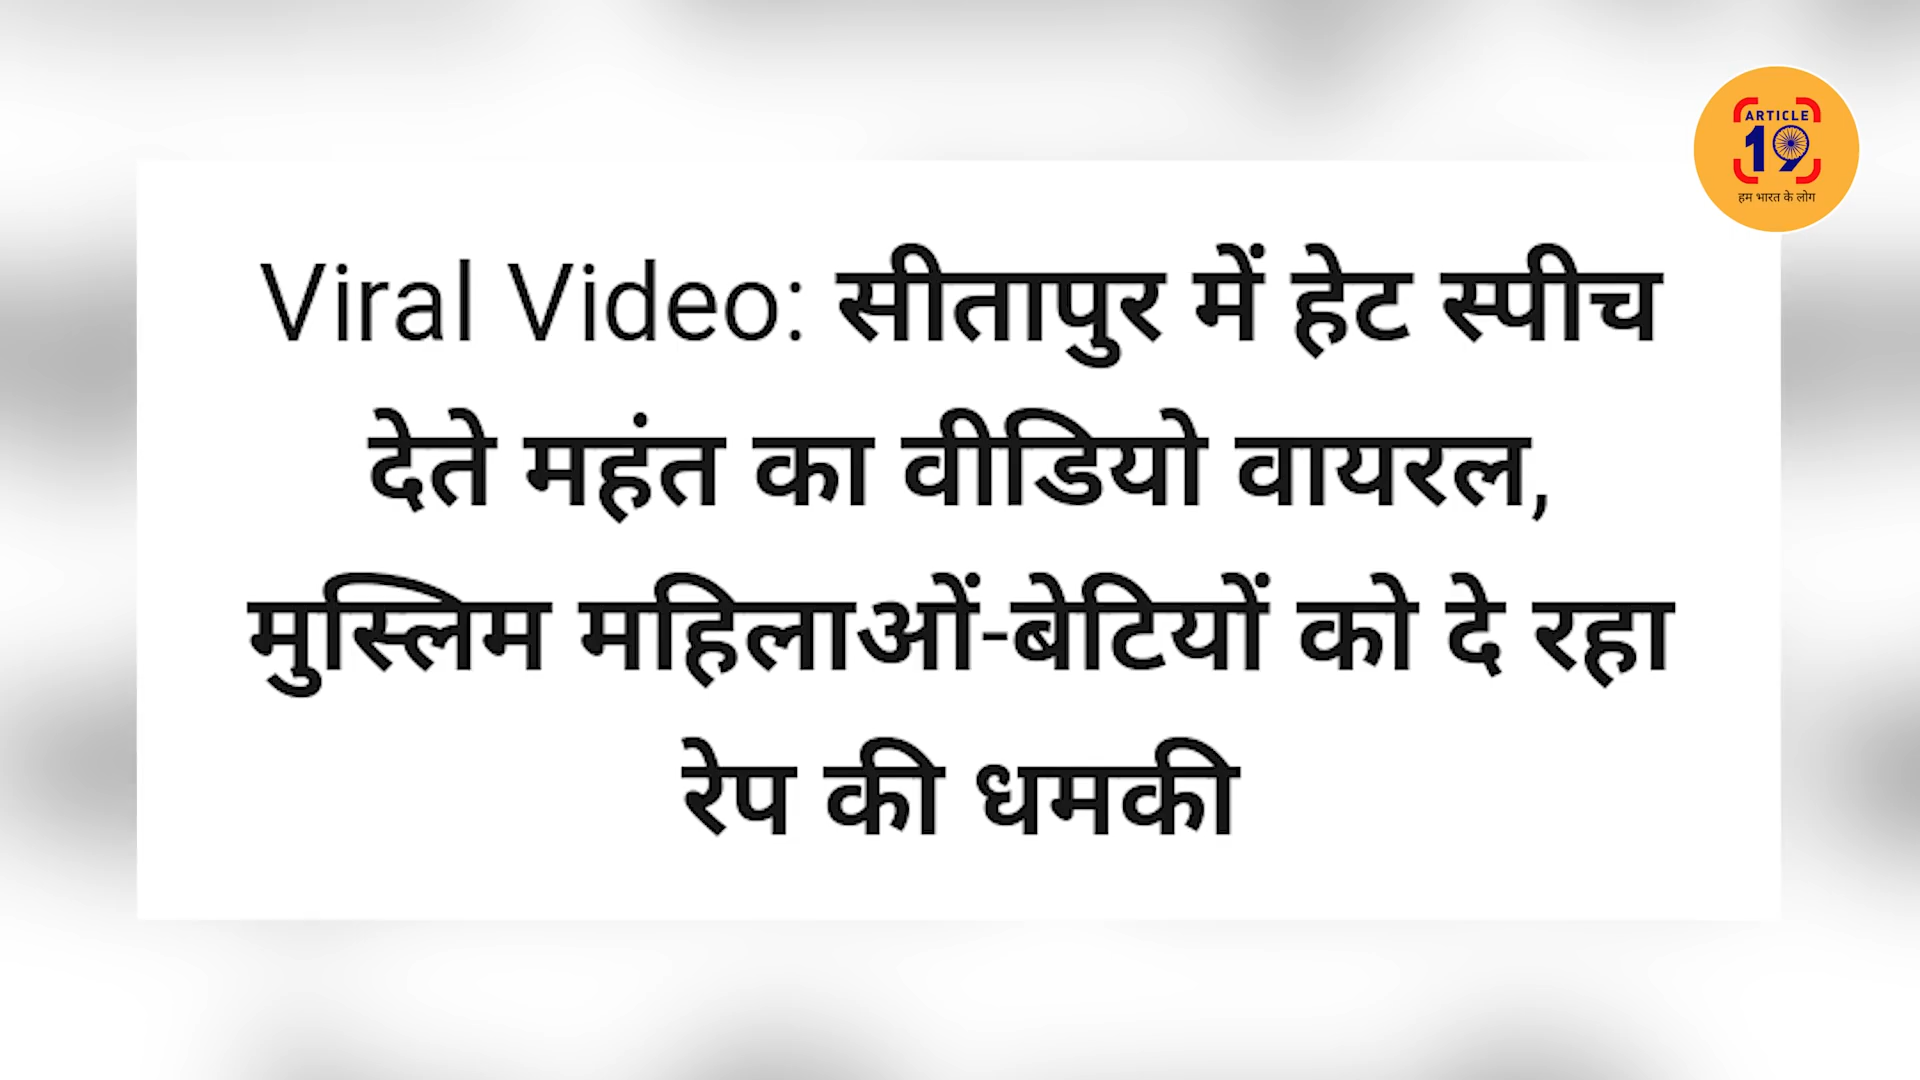 ARTICLE
19
हम भारत के लोग
Viral Video: सीतापुर में हेट स्पीच
देते महंत का वीडियो वायरल,
मुस्लिम महिलाओं-बेटियों को दे रहा
रेप की धमकी